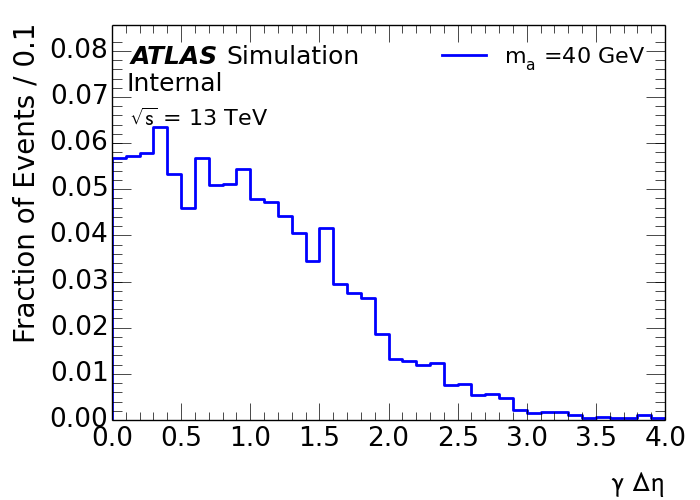 ATLAS Simulation
Internal
√s = 13 TeV
mₐ =40 GeV
Fraction of Events / 0.1
0.08
0.07
0.06
0.05
0.04
0.03
0.02
0.01
0.00
0.0 0.5 1.0 1.5 2.0 2.5 3.0 3.5 4.0
γ Δη